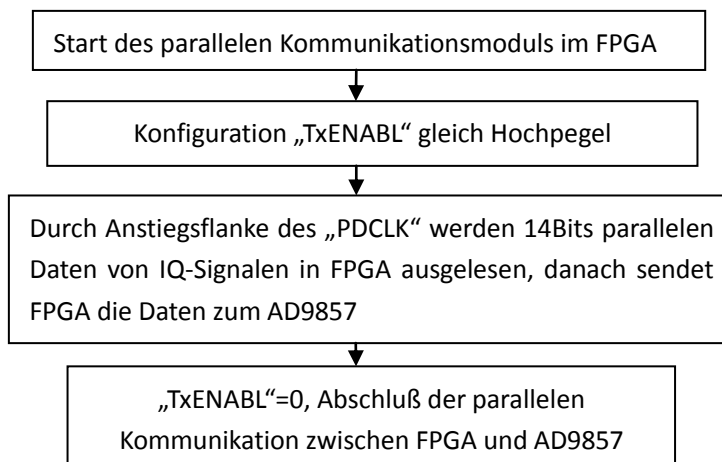 Start des parallelen Kommunikationsmoduls im FPGA
Konfiguration „TxENABL“ gleich Hochpegel
Durch Anstiegsflanke des „PDCLK“ werden 14Bits parallelen
Daten von IQ-Signalen in FPGA ausgelesen, danach sendet
FPGA die Daten zum AD9857
„TxENABL“=0, Abschluß der parallelen
Kommunikation zwischen FPGA und AD9857